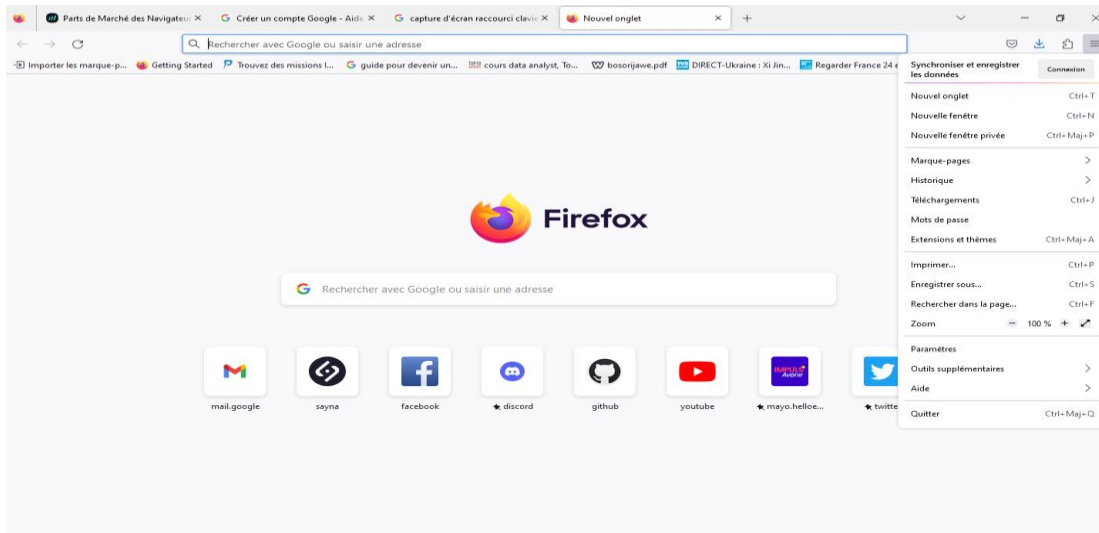 Parts de Marché des Navigateur
Créer un compte Google - Aide
capture d'écran raccourci clavie
Nouvel onglet
Rechercher avec Google ou saisir une adresse
Importer les marque-p...
Getting Started
Trouvez des missions l...
guide pour devenir un...
cours data analyst, To...
bosorijawe.pdf
DIRECT-Ukraine : Xi Jin...
Regarder France 24 e
Synchroniser et enregistrer
les données
Connexion
Nouvel onglet Ctrl+T
Nouvelle fenêtre Ctrl+N
Nouvelle fenêtre privée Ctrl+Maj+P
Marque-pages
Historique
Téléchargements Ctrl+J
Mots de passe
Extensions et thèmes Ctrl+Maj+A
Imprimer... Ctrl+P
Enregistrer sous... Ctrl+S
Rechercher dans la page... Ctrl+F
Zoom 100 %
Paramètres
Outils supplémentaires
Aide
Quitter Ctrl+Maj+Q
Firefox
Rechercher avec Google ou saisir une adresse
IMPULS
Avenir
mail.google
sayna
facebook
discord
github
youtube
mayo.helloe...
twitte